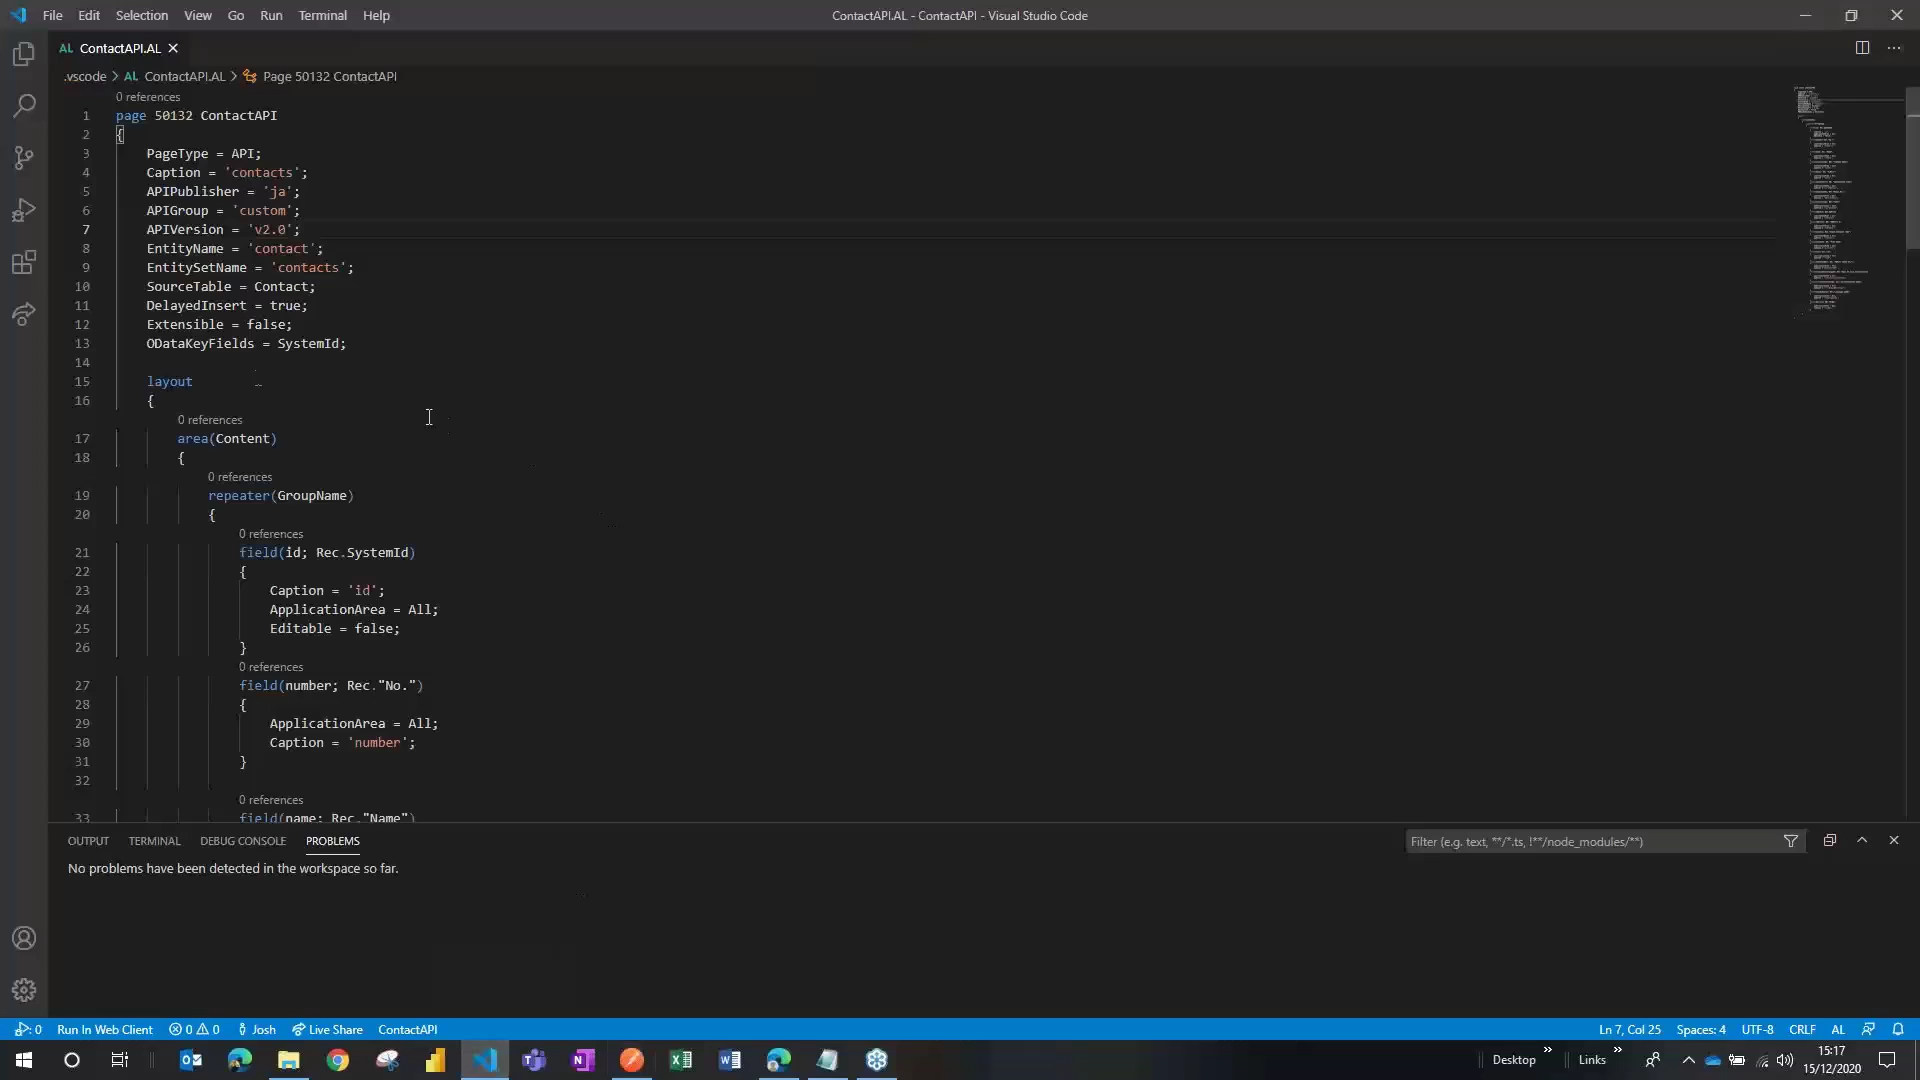 File Edit Selection View Go Run Terminal Help
ContactAPI.AL - ContactAPI - Visual Studio Code
AL ContactAPI.AL
.vscode > AL ContactAPI.AL > Page 50132 ContactAPI
0 references
1 page 50132 ContactAPI
2 {
3 PageType = API;
4 Caption = 'contacts';
5 APIPublisher = 'ja';
6 APIGroup = 'custom';
7 APIVersion = 'v2.0';
8 EntityName = 'contact';
9 EntitySetName = 'contacts';
10 SourceTable = Contact;
11 DelayedInsert = true;
12 Extensible = false;
13 ODataKeyFields = SystemId;
14
15 layout
16 {
0 references
17 area(Content)
18 {
0 references
19 repeater(GroupName)
20 {
0 references
21 field(id; Rec.SystemId)
22 {
23 Caption = 'id';
24 ApplicationArea = All;
25 Editable = false;
26 }
0 references
27 field(number; Rec."No.")
28 {
29 ApplicationArea = All;
30 Caption = 'number';
31 }
32
0 references
33 field(name; Rec."Name")
OUTPUT TERMINAL DEBUG CONSOLE PROBLEMS
Filter (e.g. text, **/*.ts, !**/node_modules/**)
No problems have been detected in the workspace so far.
0 Run In Web Client 0 0 Josh Live Share ContactAPI
Ln 7, Col 25 Spaces: 4 UTF-8 CRLF AL
Desktop Links
15:17
15/12/2020